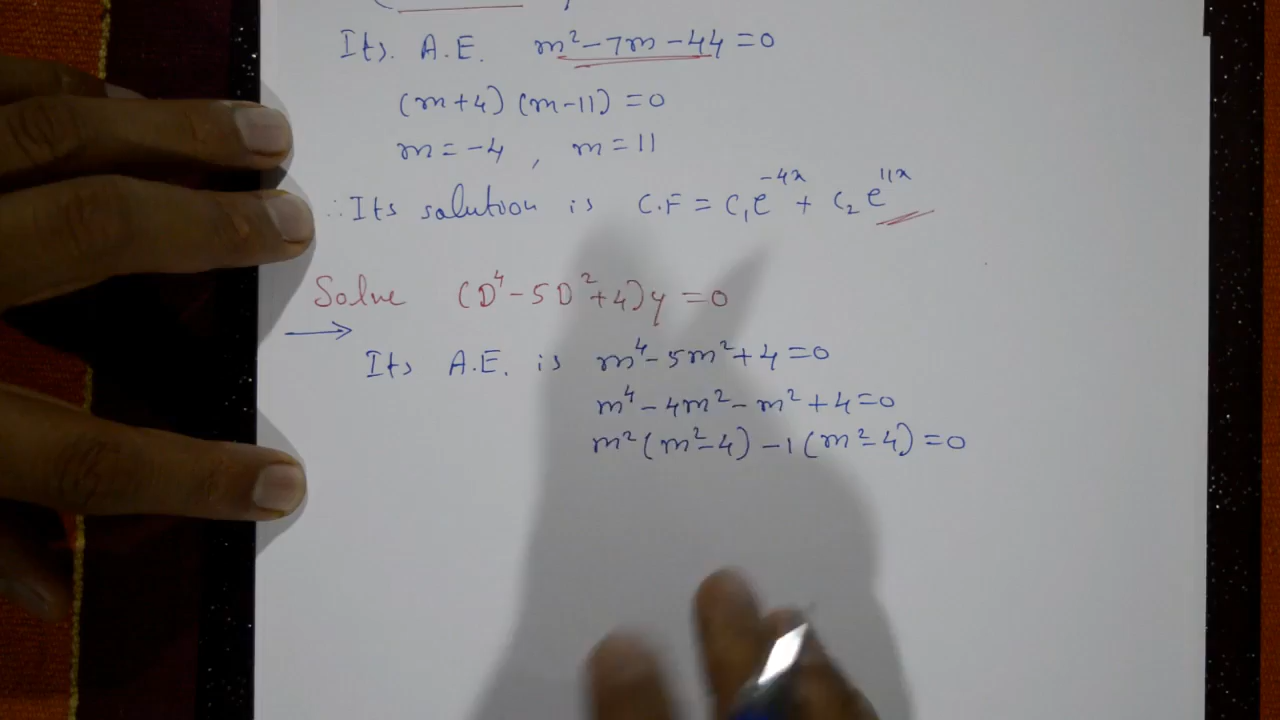 Its. A.E. m² - 7m - 44 = 0
(m+4) (m-11) = 0
m = -4 , m = 11
∴ Its solutoon is C.F = C₁e^-4x + C₂e^11x
Solve (D⁴ - 5D² + 4)y = 0
Its A.E. is m⁴ - 5m² + 4 = 0
m⁴ - 4m² - m² + 4 = 0
m² (m² - 4) - 1 (m² - 4) = 0